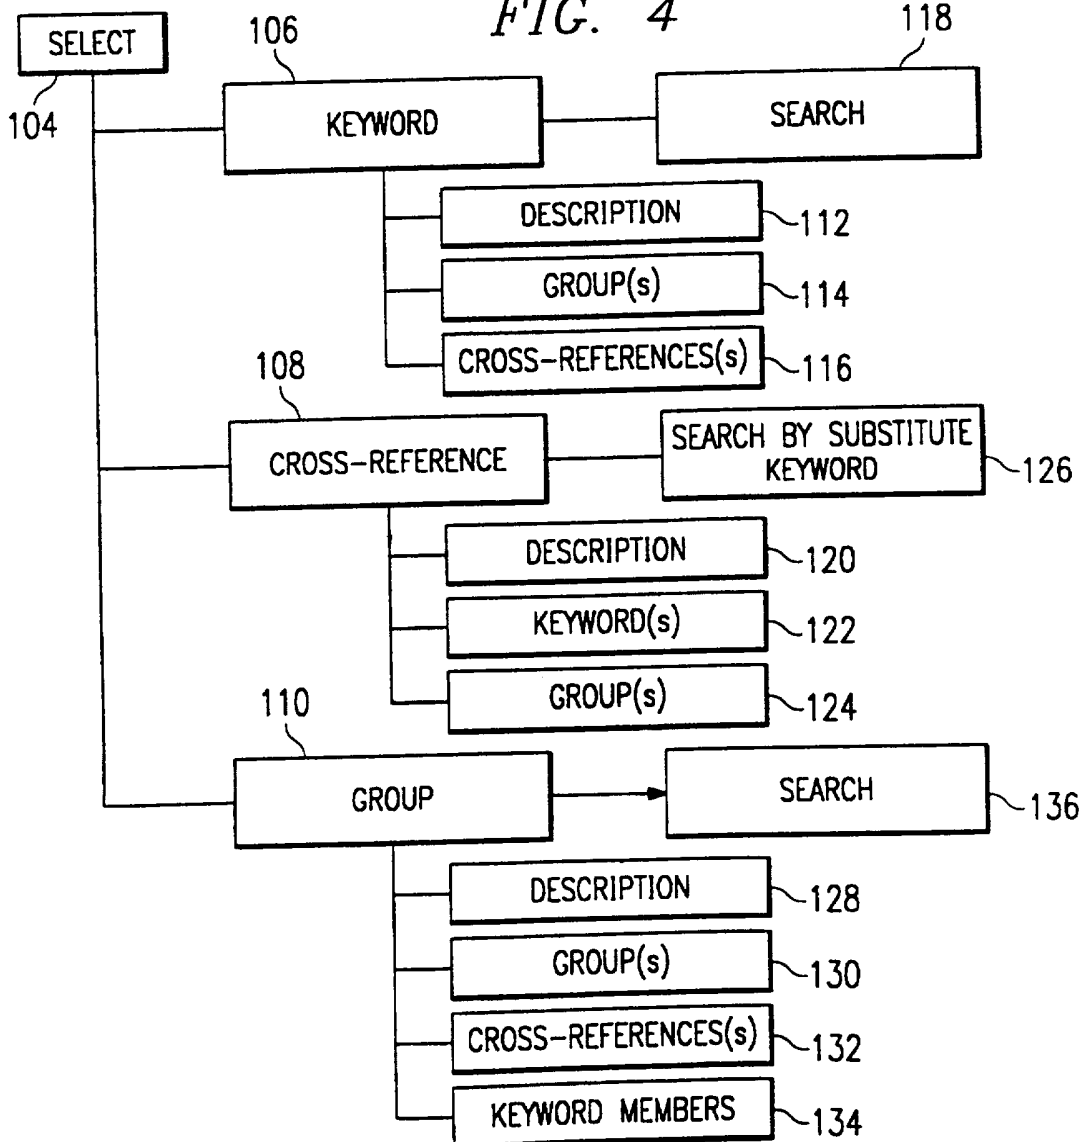 FIG. 4
SELECT
104
106
KEYWORD
118
SEARCH
DESCRIPTION
112
GROUP(s)
114
CROSS-REFERENCES(s)
116
108
CROSS-REFERENCE
SEARCH BY SUBSTITUTE
KEYWORD
126
DESCRIPTION
120
KEYWORD(s)
122
GROUP(s)
124
110
GROUP
SEARCH
136
DESCRIPTION
128
GROUP(s)
130
CROSS-REFERENCES(s)
132
KEYWORD MEMBERS
134